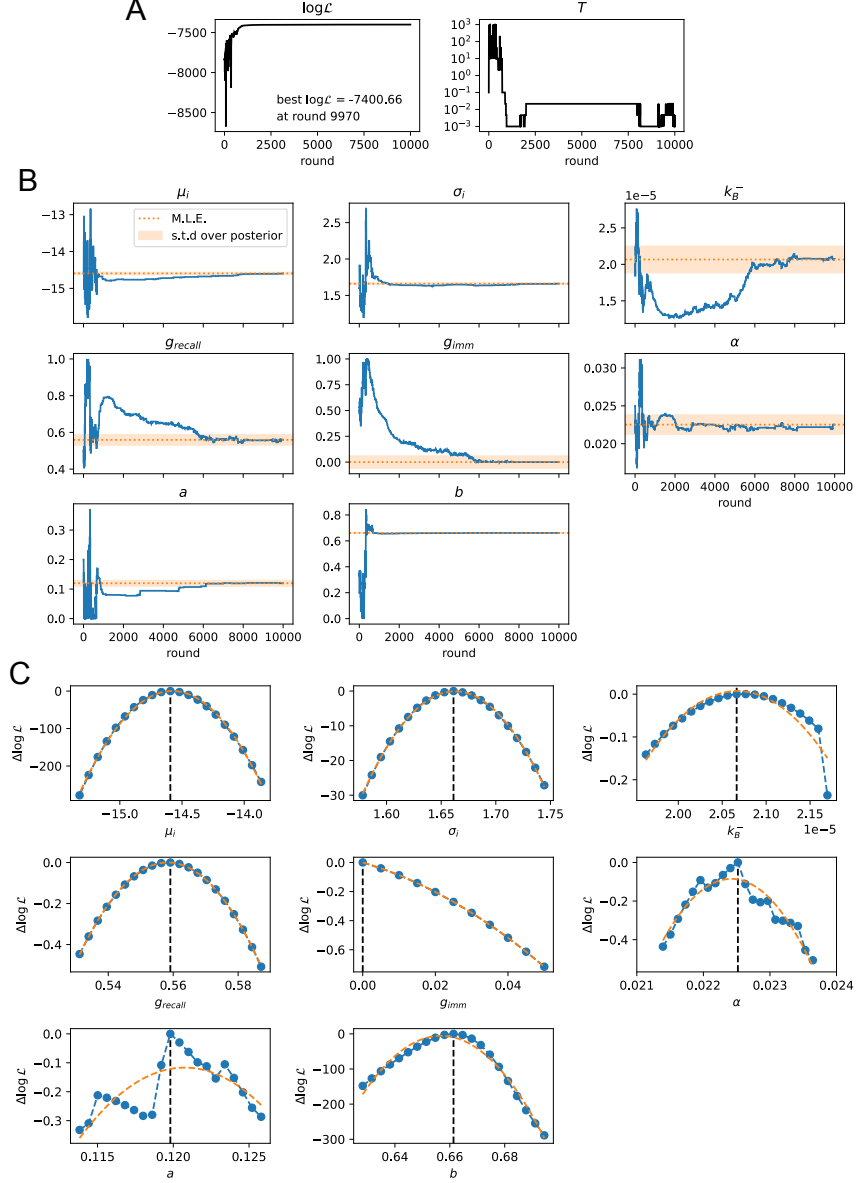 A
log𝓛
T
−7500
−8000
−8500
best log𝓛 = -7400.66
at round 9970
0 2500 5000 7500 10000
round
10³
10²
10¹
10⁰
10⁻¹
10⁻²
10⁻³
0 2500 5000 7500 10000
round
B
μᵢ
−13
−14
−15
M.L.E.
s.t.d over posterior
σᵢ
2.5
2.0
1.5
k_B^−
1e−5
2.5
2.0
1.5
g_recall
1.0
0.8
0.6
0.4
g_imm
1.00
0.75
0.50
0.25
0.00
α
0.030
0.025
0.020
0 2000 4000 6000 8000 10000
round
a
0.3
0.2
0.1
0.0
0 2000 4000 6000 8000 10000
round
b
0.8
0.6
0.4
0.2
0.0
0 2000 4000 6000 8000 10000
round
C
Δlog𝓛
0
−100
−200
−15.0 −14.5 −14.0
μᵢ
Δlog𝓛
0
−10
−20
−30
1.60 1.65 1.70 1.75
σᵢ
Δlog𝓛
0.0
−0.1
−0.2
2.00 2.05 2.10 2.15
1e−5
k_B^−
Δlog𝓛
0.0
−0.2
−0.4
0.54 0.56 0.58
g_recall
Δlog𝓛
0.0
−0.2
−0.4
−0.6
0.00 0.02 0.04
g_imm
Δlog𝓛
0.0
−0.2
−0.4
0.021 0.022 0.023 0.024
α
Δlog𝓛
0.0
−0.1
−0.2
−0.3
0.115 0.120 0.125
a
Δlog𝓛
0
−100
−200
−300
0.64 0.66 0.68
b